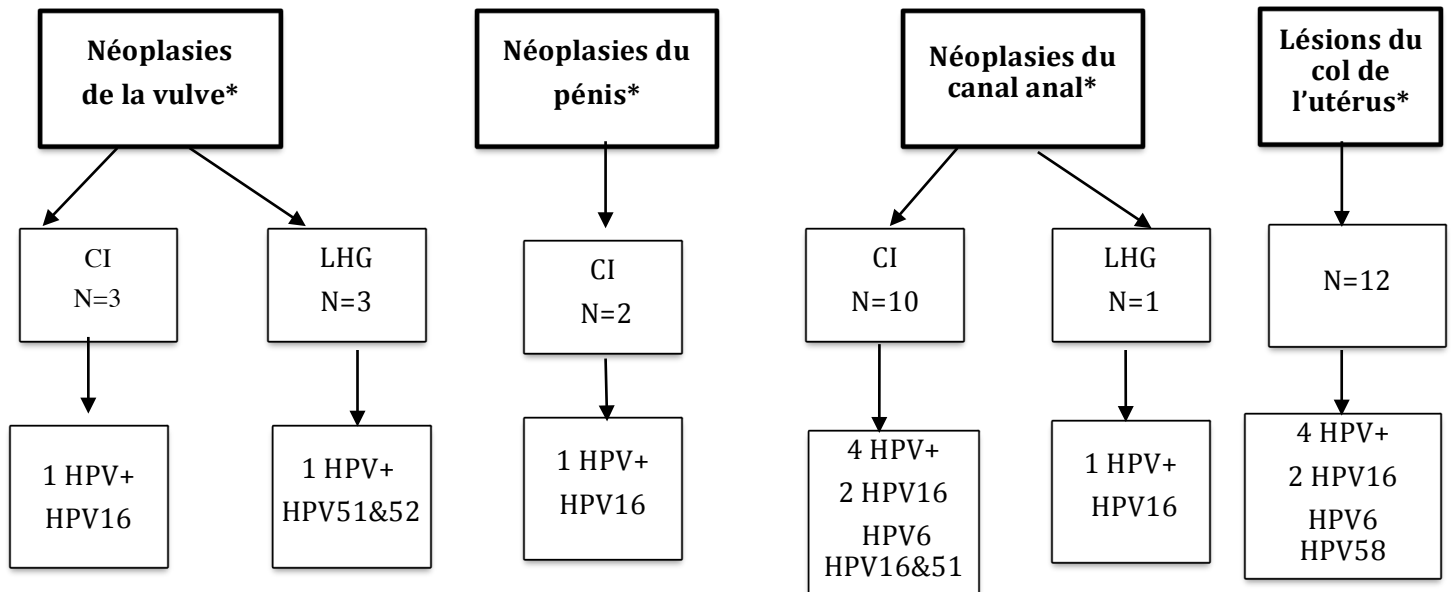 Néoplasies
de la vulve*
Néoplasies du
pénis*
Néoplasies du
canal anal*
Lésions du
col de
l’utérus*
CI
N=3
LHG
N=3
CI
N=2
CI
N=10
LHG
N=1
N=12
1 HPV+
HPV16
1 HPV+
HPV51&52
1 HPV+
HPV16
4 HPV+
2 HPV16
HPV6
HPV16&51
1 HPV+
HPV16
4 HPV+
2 HPV16
HPV6
HPV58